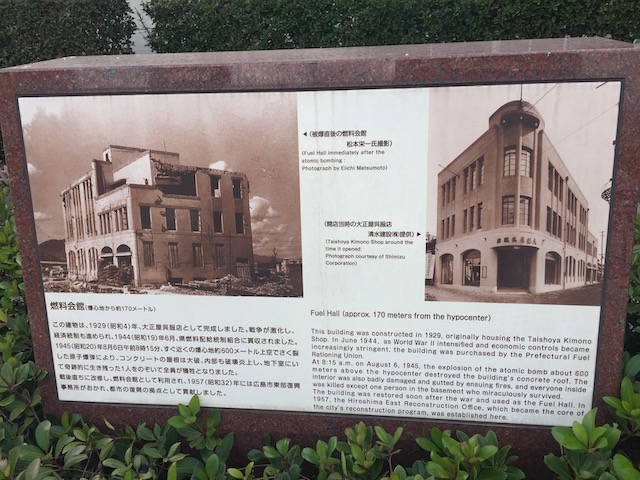 ◀(被爆直後の燃料会館
松本栄一氏撮影)
(Fuel Hall immediately after the
atomic bombing :
Photograph by Eiichi Matsumoto)
(開店当時の大正屋呉服店
清水建設(株)提供)▶
(Taishoya Kimono Shop around the
time it opened:
Photograph courtesy of Shimizu
Corporation)
燃料会館(爆心地から約170メートル)
この建物は、1929(昭和4)年、大正屋呉服店として完成しました。戦争が激化し、
経済統制も進められ、1944(昭和19)年6月、県燃料配給統制組合に買収されました。
1945(昭和20)年8月6日午前8時15分、すぐ近くの爆心地約600メートル上空でさく裂
した原子爆弾により、コンクリートの屋根は大破、内部も破壊炎上し、地下室にい
て奇跡的に生き残った1人をのぞいて全員が犠牲となりました。
戦後直ちに改修し、燃料会館として利用され、1957(昭和32)年には広島市東部復興
事務所がおかれ、都市の復興の拠点として貢献しました。
Fuel Hall (approx. 170 meters from the hypocenter)
This building was constructed in 1929, originally housing the Taishoya Kimono
Shop. In June 1944, as World War II intensified and economic controls became
increasingly stringent, the building was purchased by the Prefectural Fuel
Rationing Union.
At 8:15 a.m. on August 6, 1945, the explosion of the atomic bomb about 600
meters above the hypocenter destroyed the building's concrete roof. The
interior was also badly damaged and gutted by ensuing fires, and everyone inside
was killed except one person in the basement who miraculously survived.
The building was restored soon after the war and used as the Fuel Hall. In
1957, the Hiroshima East Reconstruction Office, which became the core of
the city's reconstruction program, was established here.